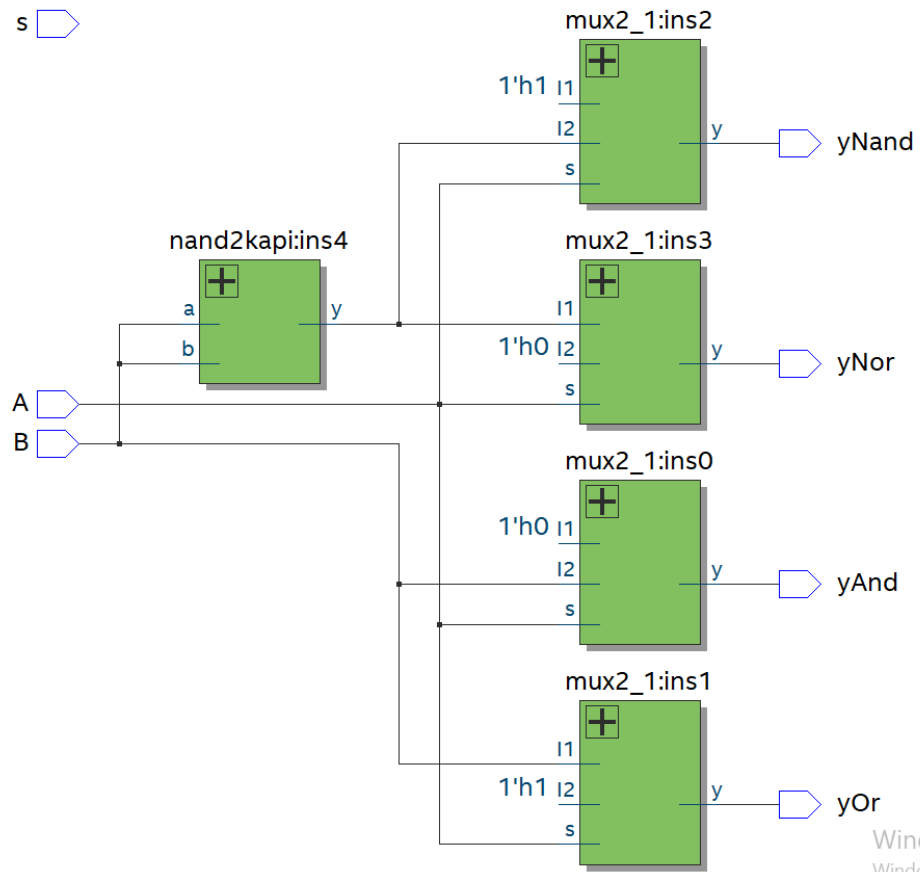 s
mux2_1:ins2
1'h1 I1
I2
s
y
yNand
nand2kapi:ins4
a
b
y
mux2_1:ins3
I1
1'h0 I2
s
y
yNor
A
B
mux2_1:ins0
1'h0 I1
I2
s
y
yAnd
mux2_1:ins1
I1
1'h1 I2
s
y
yOr